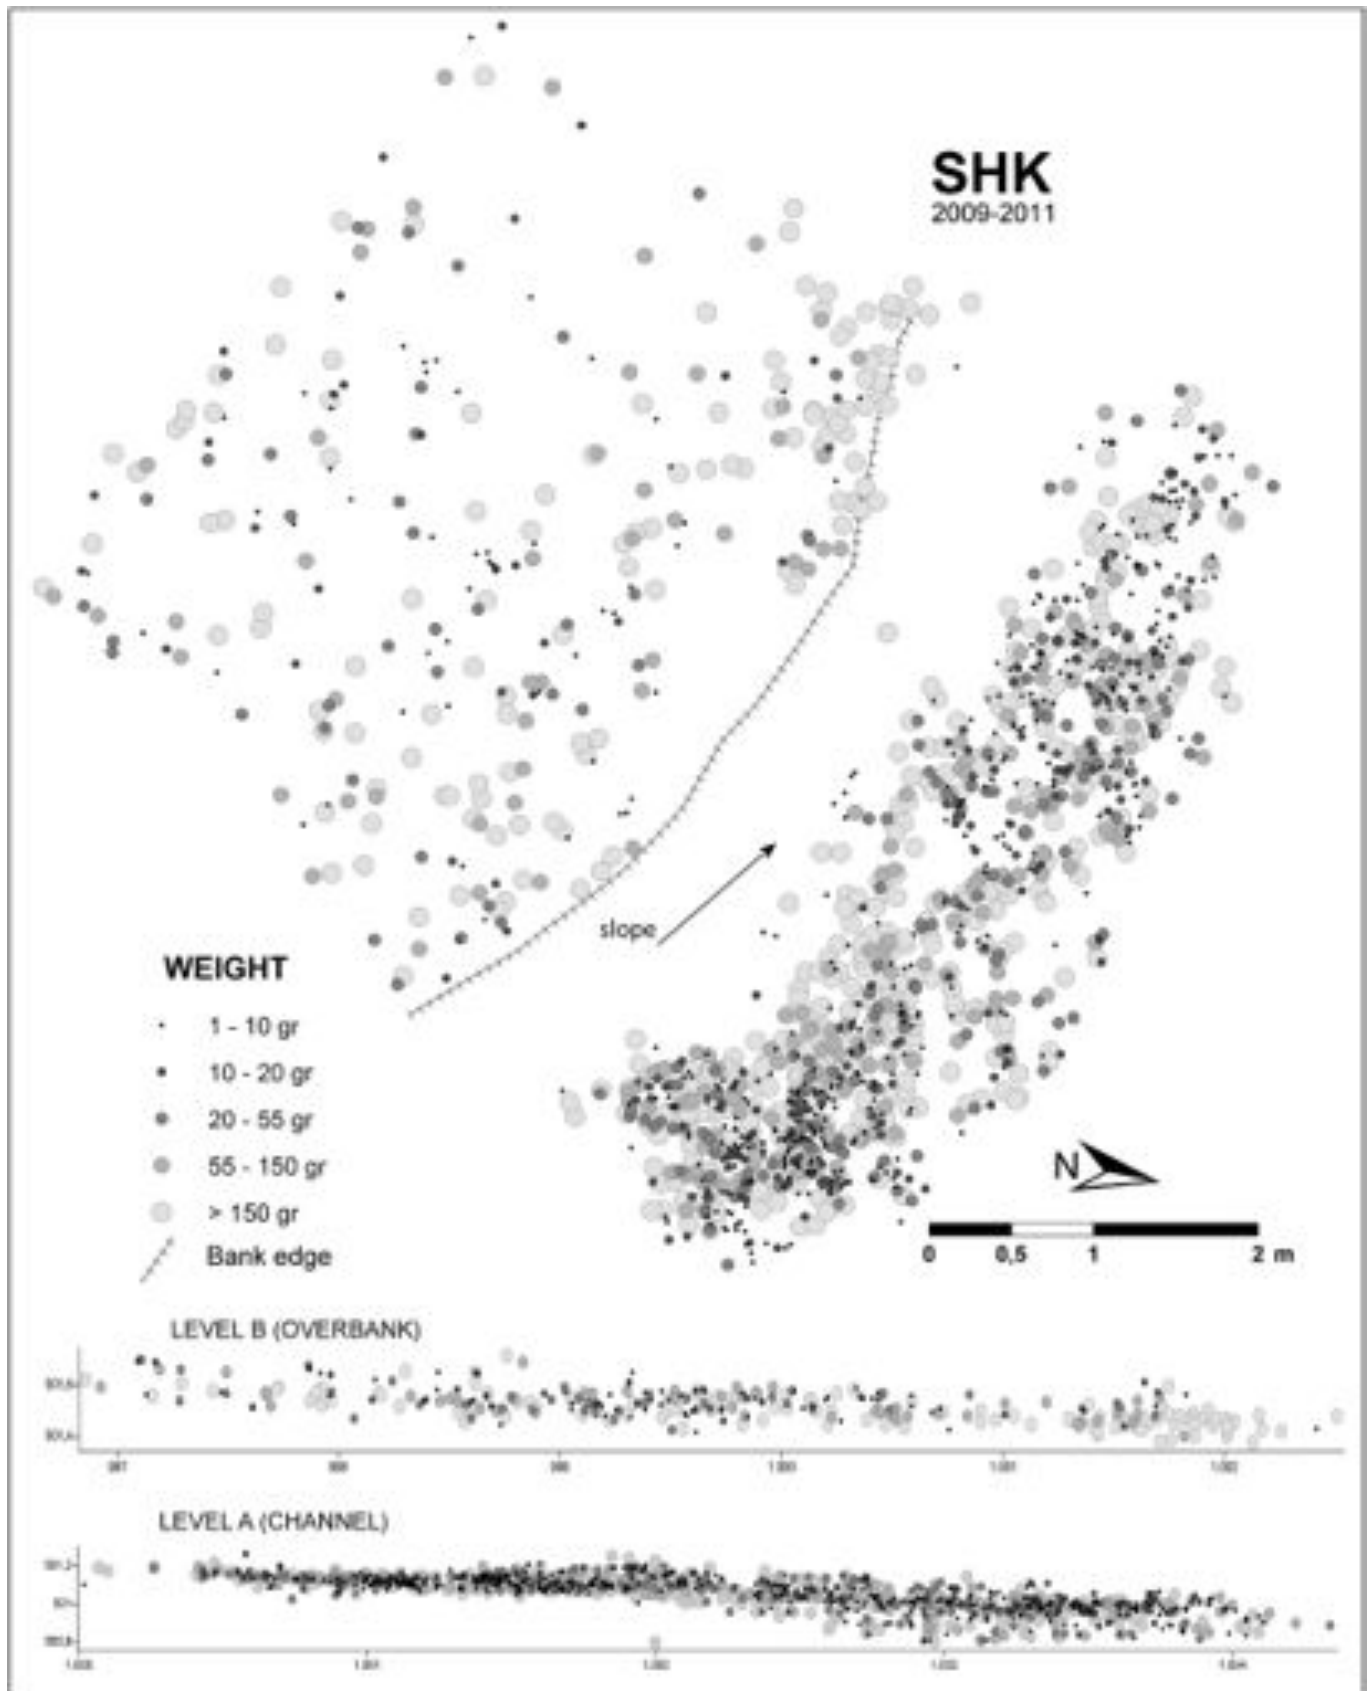 SHK
2009-2011
slope
WEIGHT
1 - 10 gr
10 - 20 gr
20 - 55 gr
55 - 150 gr
> 150 gr
Bank edge
N
0 0,5 1 2 m
LEVEL B (OVERBANK)
LEVEL A (CHANNEL)